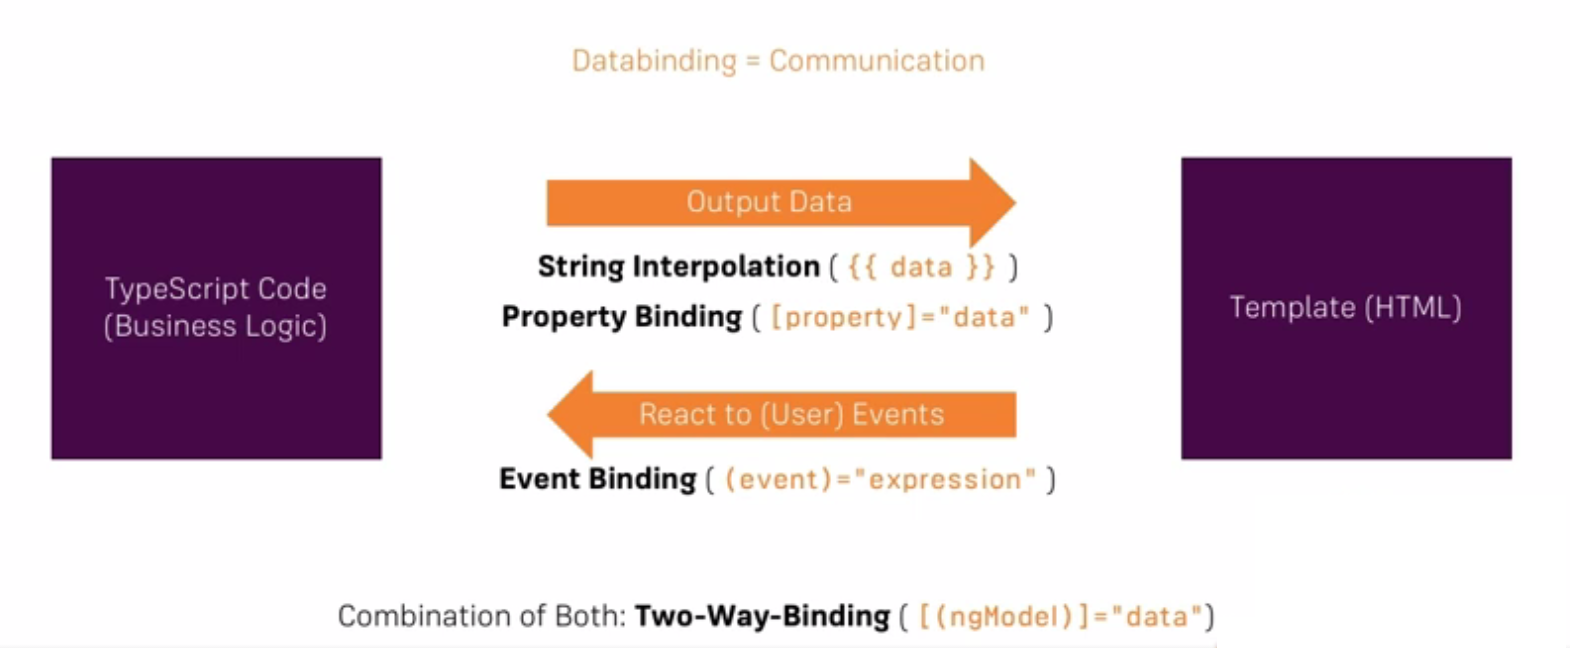 Databinding = Communication
TypeScript Code
(Business Logic)
Output Data
String Interpolation ( {{ data }} )
Property Binding ( [property]="data" )
React to (User) Events
Event Binding ( (event)="expression" )
Template (HTML)
Combination of Both: Two-Way-Binding ( [(ngModel)]="data")